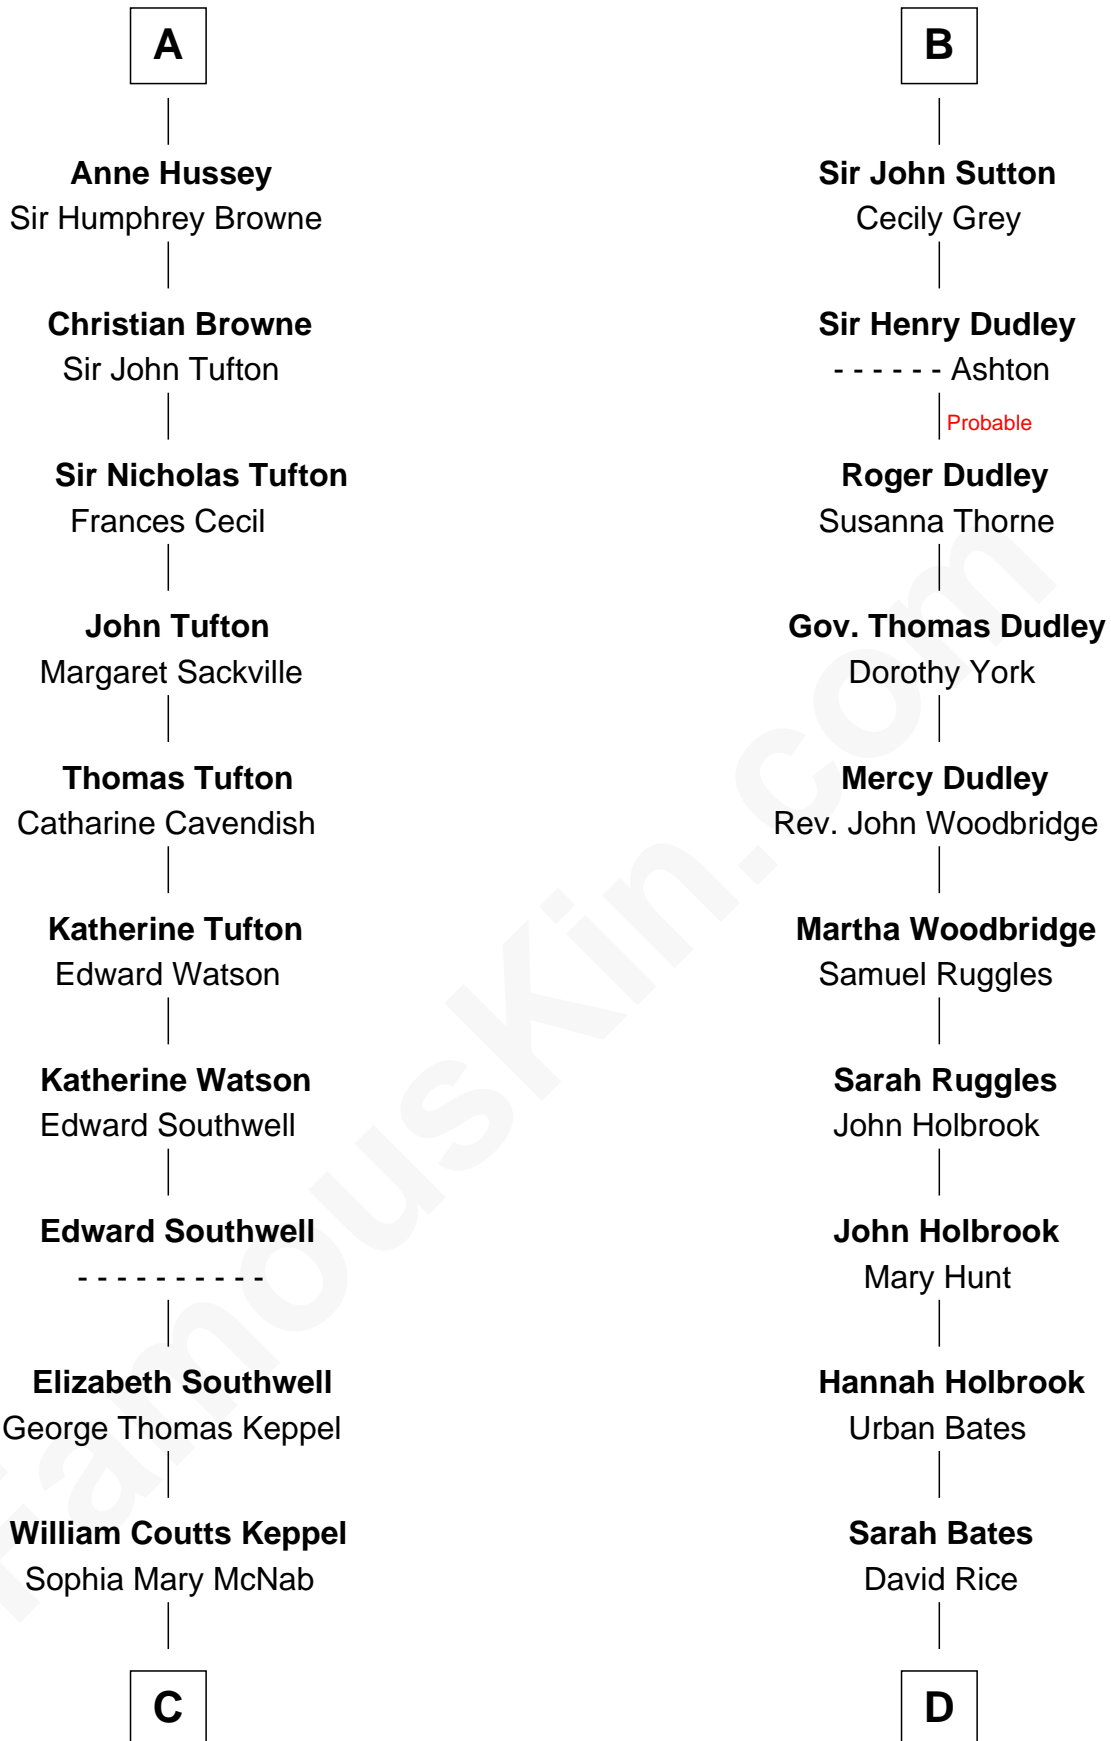 A
Anne Hussey
Sir Humphrey Browne
Christian Browne
Sir John Tufton
Sir Nicholas Tufton
Frances Cecil
John Tufton
Margaret Sackville
Thomas Tufton
Catharine Cavendish
Katherine Tufton
Edward Watson
Katherine Watson
Edward Southwell
Edward Southwell
- - - - - - - - - -
Elizabeth Southwell
George Thomas Keppel
William Coutts Keppel
Sophia Mary McNab
C
B
Sir John Sutton
Cecily Grey
Sir Henry Dudley
- - - - - - Ashton
Probable
Roger Dudley
Susanna Thorne
Gov. Thomas Dudley
Dorothy York
Mercy Dudley
Rev. John Woodbridge
Martha Woodbridge
Samuel Ruggles
Sarah Ruggles
John Holbrook
John Holbrook
Mary Hunt
Hannah Holbrook
Urban Bates
Sarah Bates
David Rice
D
FamousKin.com